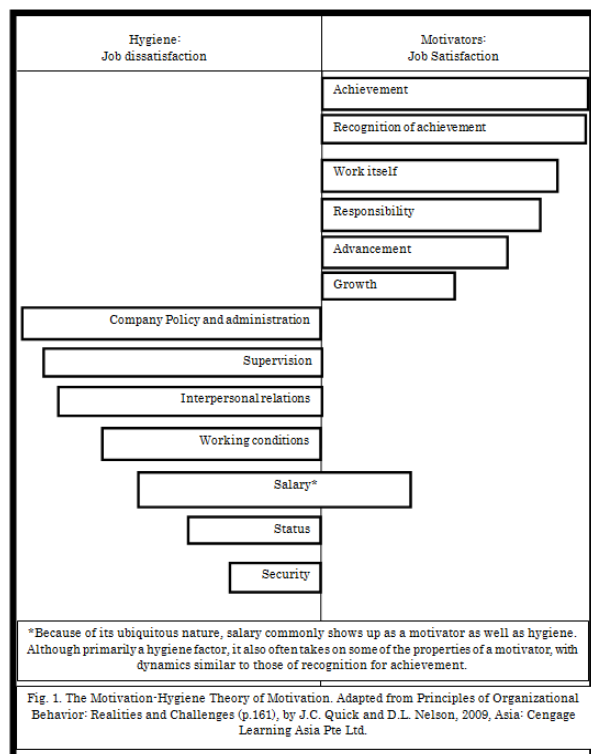 Hygiene: Motivators:
Job dissatisfaction Job Satisfaction
Achievement
Recognition of achievement
Work itself
Responsibility
Advancement
Growth
Company Policy and administration
Supervision
Interpersonal relations
Working conditions
Salary*
Status
Security
*Because of its ubiquitous nature, salary commonly shows up as a motivator as well as hygiene.
Although primarily a hygiene factor, it also often takes on some of the properties of a motivator, with
dynamics similar to those of recognition for achievement.
Fig. 1. The Motivation-Hygiene Theory of Motivation. Adapted from Principles of Organizational
Behavior: Realities and Challenges (p.161), by J.C. Quick and D.L. Nelson, 2009, Asia: Cengage
Learning Asia Pte Ltd.